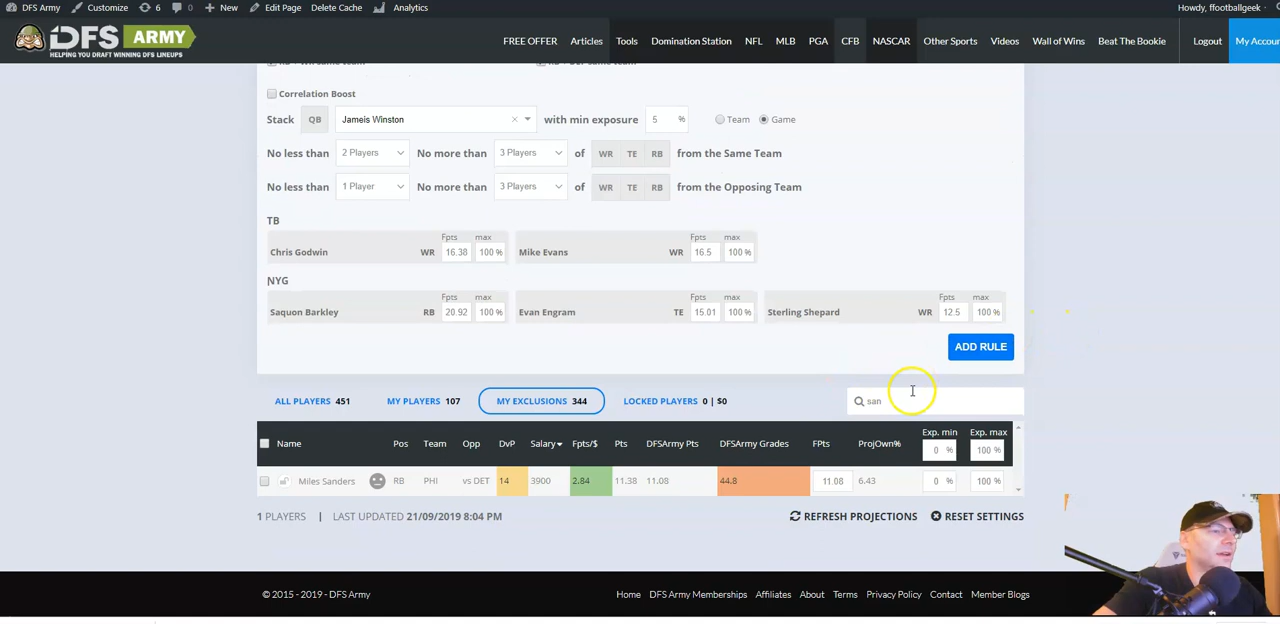 DFS Army Customize 6 0 New Edit Page Delete Cache Analytics Howdy, ffootballgeek
DFS ARMY
HELPING YOU DRAFT WINNING DFS LINEUPS
FREE OFFER Articles Tools Domination Station NFL MLB PGA CFB NASCAR Other Sports Videos Wall of Wins Beat The Bookie Logout My Accoun
Correlation Boost
Stack QB Jameis Winston × with min exposure 5 % Team Game
No less than 2 Players No more than 3 Players of WR TE RB from the Same Team
No less than 1 Player No more than 3 Players of WR TE RB from the Opposing Team
TB
Fpts max Fpts max
Chris Godwin WR 16.38 100 % Mike Evans WR 16.5 100 %
NYG
Fpts max Fpts max Fpts max
Saquon Barkley RB 20.92 100 % Evan Engram TE 15.01 100 % Sterling Shepard WR 12.5 100 %
ADD RULE
ALL PLAYERS 451 MY PLAYERS 107 MY EXCLUSIONS 344 LOCKED PLAYERS 0 | $0 san
Exp. min Exp. max
Name Pos Team Opp DvP Salary Fpts/$ Pts DFSArmy Pts DFSArmy Grades FPts ProjOwn% 0 % 100 %
Miles Sanders RB PHI vs DET 14 3900 2.84 11.38 11.08 44.8 11.08 6.43 0 % 100 %
1 PLAYERS | LAST UPDATED 21/09/2019 8:04 PM REFRESH PROJECTIONS RESET SETTINGS
© 2015 - 2019 - DFS Army Home DFS Army Memberships Affiliates About Terms Privacy Policy Contact Member Blogs